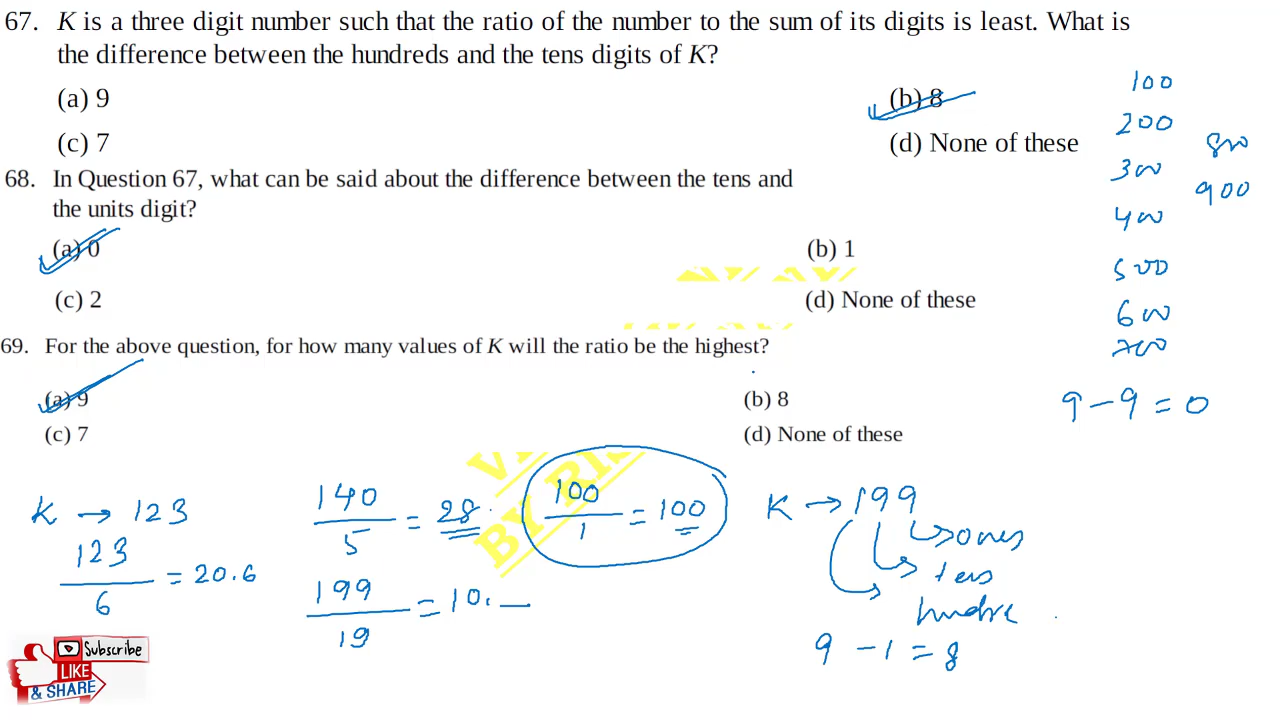 67. K is a three digit number such that the ratio of the number to the sum of its digits is least. What is
the difference between the hundreds and the tens digits of K?
(a) 9 (b) 8
(c) 7 (d) None of these
68. In Question 67, what can be said about the difference between the tens and
the units digit?
(a) 0 (b) 1
(c) 2 (d) None of these
69. For the above question, for how many values of K will the ratio be the highest?
(a) 9 (b) 8
(c) 7 (d) None of these
100
200
300
400
500
600
700
800
900
9 - 9 = 0
K → 123
123/6 = 20.6
140/5 = 28
199/19 = 10. —
100/1 = 100
K → 199
ones
tens
9 - 1 = 8
BY
Subscribe
LIKE
& SHARE